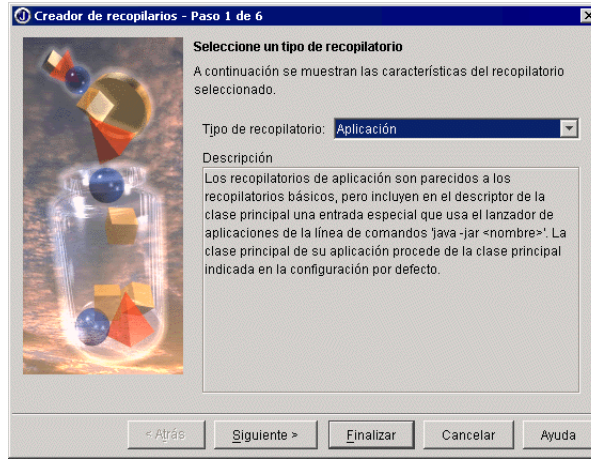 Creador de recopilarios - Paso 1 de 6
Seleccione un tipo de recopilatorio
A continuación se muestran las características del recopilatorio
seleccionado.
Tipo de recopilatorio: Aplicación
Descripción
Los recopilatorios de aplicación son parecidos a los
recopilatorios básicos, pero incluyen en el descriptor de la
clase principal una entrada especial que usa el lanzador de
aplicaciones de la línea de comandos 'java -jar <nombre>'. La
clase principal de su aplicación procede de la clase principal
indicada en la configuración por defecto.
< Atrás Siguiente > Finalizar Cancelar Ayuda